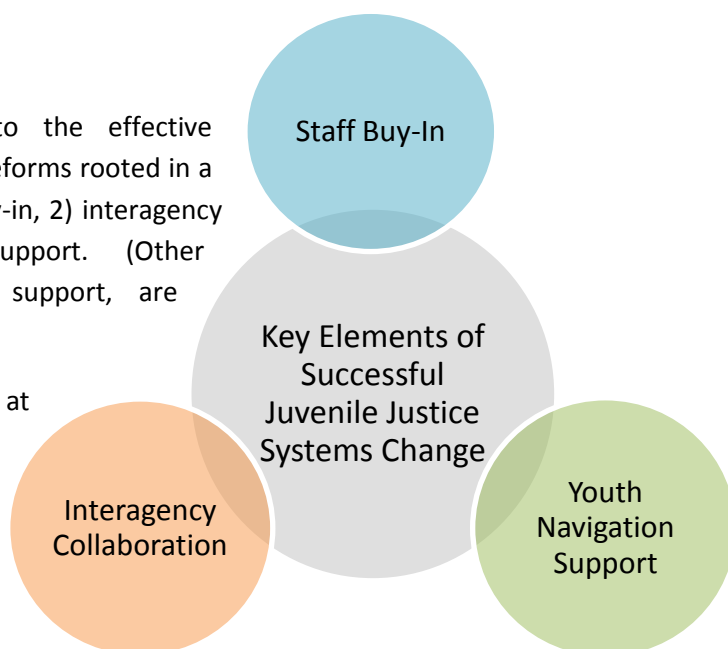 Staff Buy-In
to the effective
eforms rooted in a
y-in, 2) interagency
upport. (Other
support, are
at
Key Elements of
Successful
Juvenile Justice
Systems Change
Interagency
Collaboration
Youth
Navigation
Support